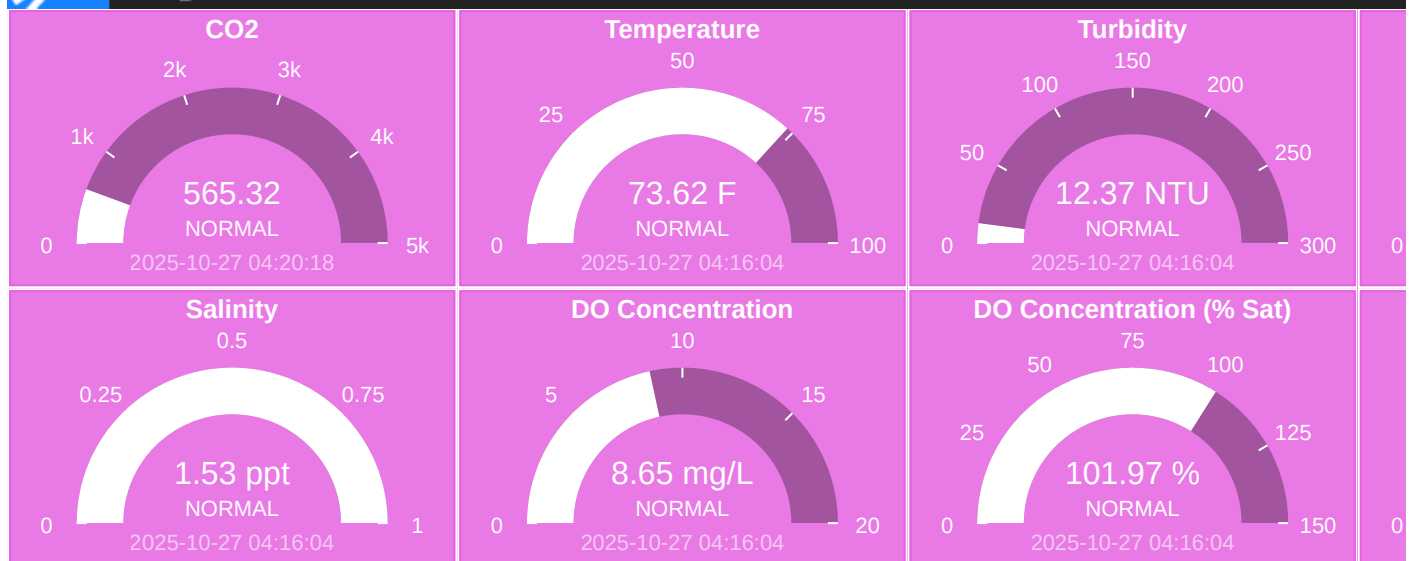 CO2
2k
3k
1k
4k
565.32
NORMAL
0
5k
2025-10-27 04:20:18
Temperature
50
25
75
73.62 F
NORMAL
0
100
2025-10-27 04:16:04
Turbidity
150
100
200
50
250
12.37 NTU
NORMAL
0
300
2025-10-27 04:16:04
0
Salinity
0.5
0.25
0.75
1.53 ppt
NORMAL
0
1
2025-10-27 04:16:04
DO Concentration
10
5
15
8.65 mg/L
NORMAL
0
20
2025-10-27 04:16:04
DO Concentration (% Sat)
75
50
100
25
125
101.97 %
NORMAL
0
150
2025-10-27 04:16:04
0